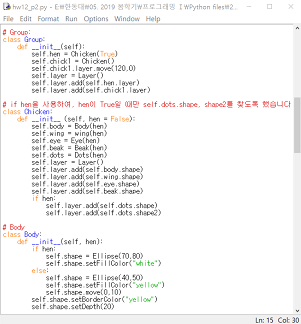 hw12_p2.py - E:#한동대#05. 2019 봄학기#프로그래밍 I#Python files#2...
File Edit Format Run Options Window Help
# Group:
class Group:
def __init__(self):
self.hen = Chicken(True)
self.chick1 = Chicken()
self.chick1.layer.move(120,0)
self.layer = Layer()
self.layer.add(self.hen.layer)
self.layer.add(self.chick1.layer)
# if hen을 사용하여, hen이 True일 때만 self.dots.shape, shape2를 찾도록 했습니다
class Chicken:
def __init__ (self, hen = False):
self.body = Body(hen)
self.wing = wing(hen)
self.eye = Eye(hen)
self.beak = Beak(hen)
self.dots = Dots(hen)
self.layer = Layer()
self.layer.add(self.body.shape)
self.layer.add(self.wing.shape)
self.layer.add(self.eye.shape)
self.layer.add(self.beak.shape)
if hen:
self.layer.add(self.dots.shape)
self.layer.add(self.dots.shape2)
# Body
class Body:
def __init__(self, hen):
if hen:
self.shape = Ellipse(70,80)
self.shape.setFillColor("white")
else:
self.shape = Ellipse(40,50)
self.shape.setFillColor("yellow")
self.shape.move(0,10)
self.shape.setBorderColor("yellow")
self.shape.setDepth(20)
Ln: 15 Col: 30